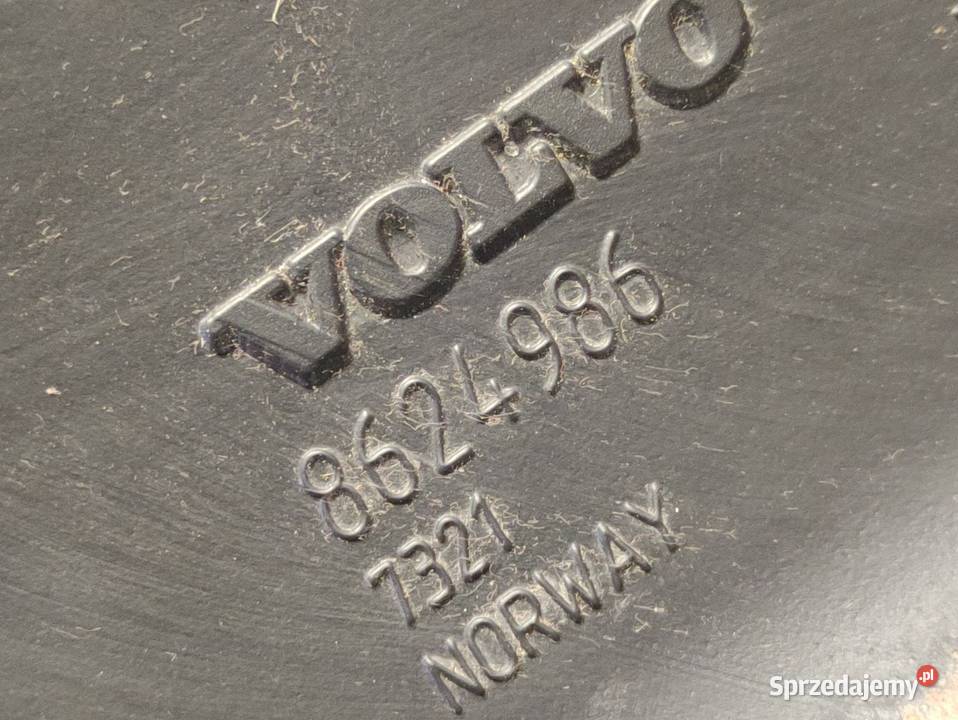 VOLVO
8624986
7321
NORWAY
Sprzedajemy.pl